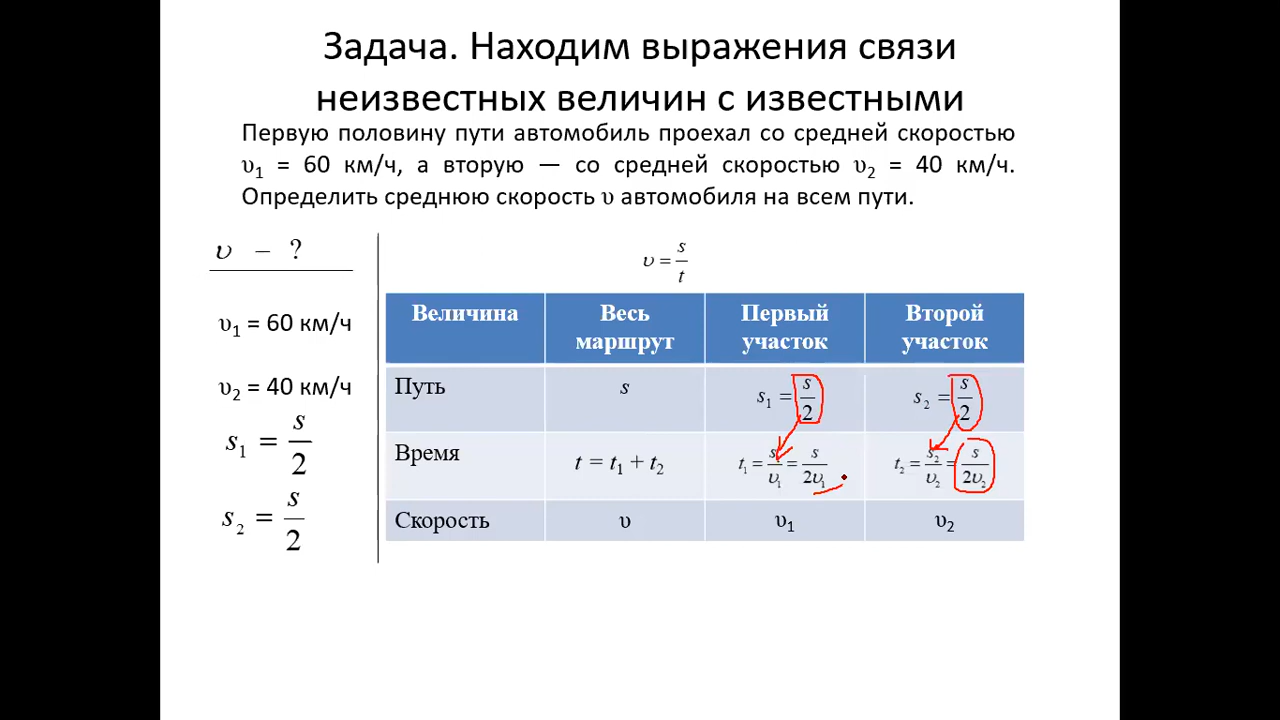 Задача. Находим выражения связи
неизвестных величин с известными
Первую половину пути автомобиль проехал со средней скоростью
υ₁ = 60 км/ч, а вторую — со средней скоростью υ₂ = 40 км/ч.
Определить среднюю скорость υ автомобиля на всем пути.
υ – ?
υ₁ = 60 км/ч
υ₂ = 40 км/ч
s₁ = s/2
s₂ = s/2
υ = s/t
Величина Весь маршрут Первый участок Второй участок
Путь s s₁ = s/2 s₂ = s/2
Время t = t₁ + t₂ t₁ = s₁/υ₁ = s/2υ₁ t₂ = s₂/υ₂ = s/2υ₂
Скорость υ υ₁ υ₂